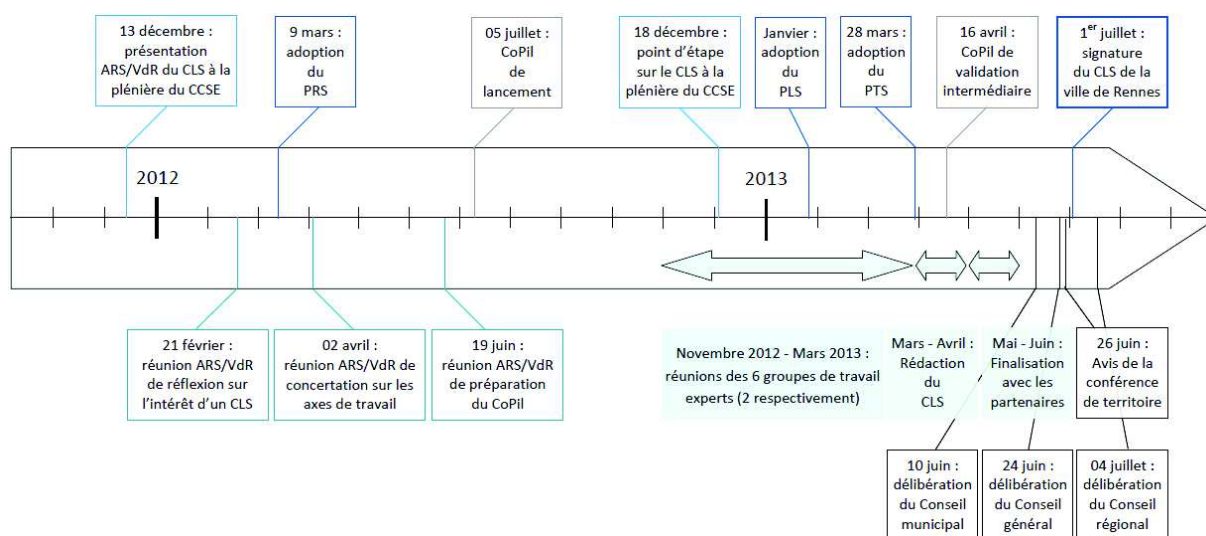 13 décembre :
présentation
ARS/VdR du CLS à la
plénière du CCSE
9 mars :
adoption
du
PRS
05 juillet :
CoPil
de
lancement
18 décembre :
point d'étape
sur le CLS à la
plénière du CCSE
Janvier :
adoption
du
PLS
28 mars :
adoption
du
PTS
16 avril :
CoPil de
validation
intermédiaire
1er juillet :
signature
du CLS de la
ville de Rennes
2012
2013
21 février :
réunion ARS/VdR
de réflexion sur
l'intérêt d'un CLS
02 avril :
réunion ARS/VdR de
concertation sur les
axes de travail
19 juin :
réunion ARS/VdR
de préparation
du CoPil
Novembre 2012 - Mars 2013 :
réunions des 6 groupes de travail
experts (2 respectivement)
Mars - Avril :
Rédaction
du
CLS
Mai - Juin :
Finalisation
avec les
partenaires
26 juin :
Avis de la
conférence
de territoire
10 juin :
délibération
du Conseil
municipal
24 juin :
délibération
du Conseil
général
04 juillet :
délibération
du Conseil
régional